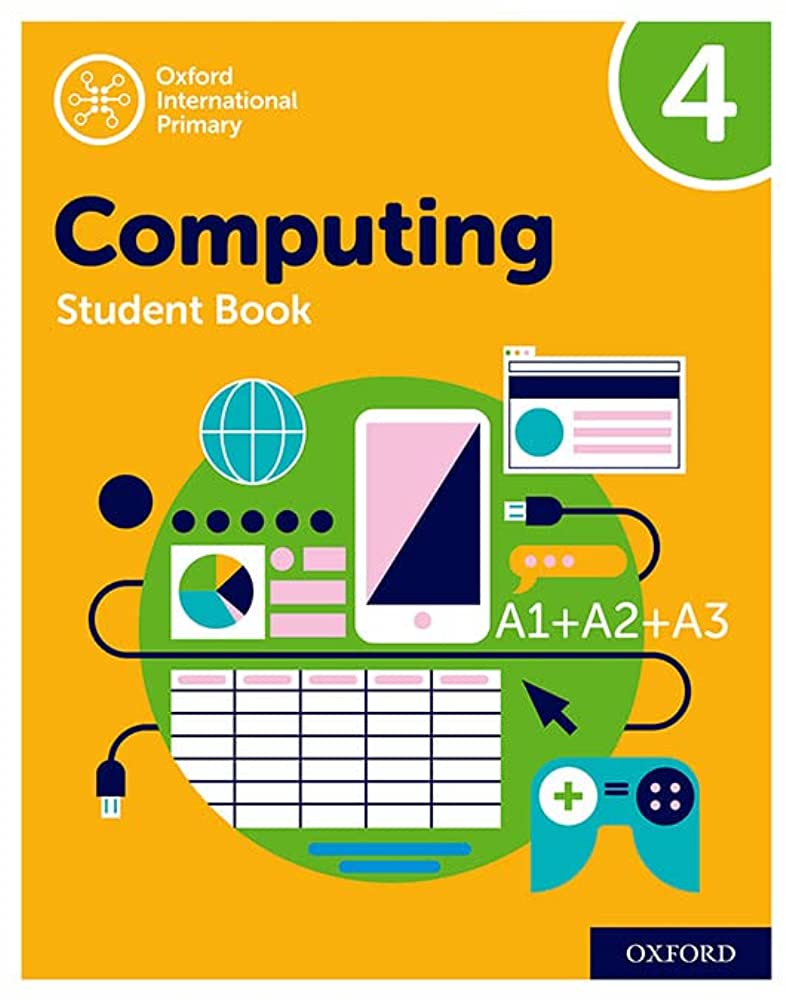 Oxford
International
Primary
4
Computing
Student Book
A1+A2+A3
OXFORD